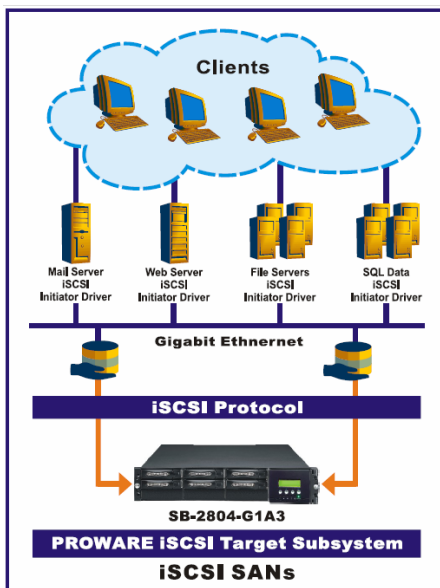 Clients
Mail Server
iSCSI
Initiator Driver
Web Server
iSCSI
Initiator Driver
File Servers
iSCSI
Initiator Driver
SQL Data
iSCSI
Initiator Driver
Gigabit Ethnernet
iSCSI Protocol
SB-2804-G1A3
PROWARE iSCSI Target Subsystem
iSCSI SANs